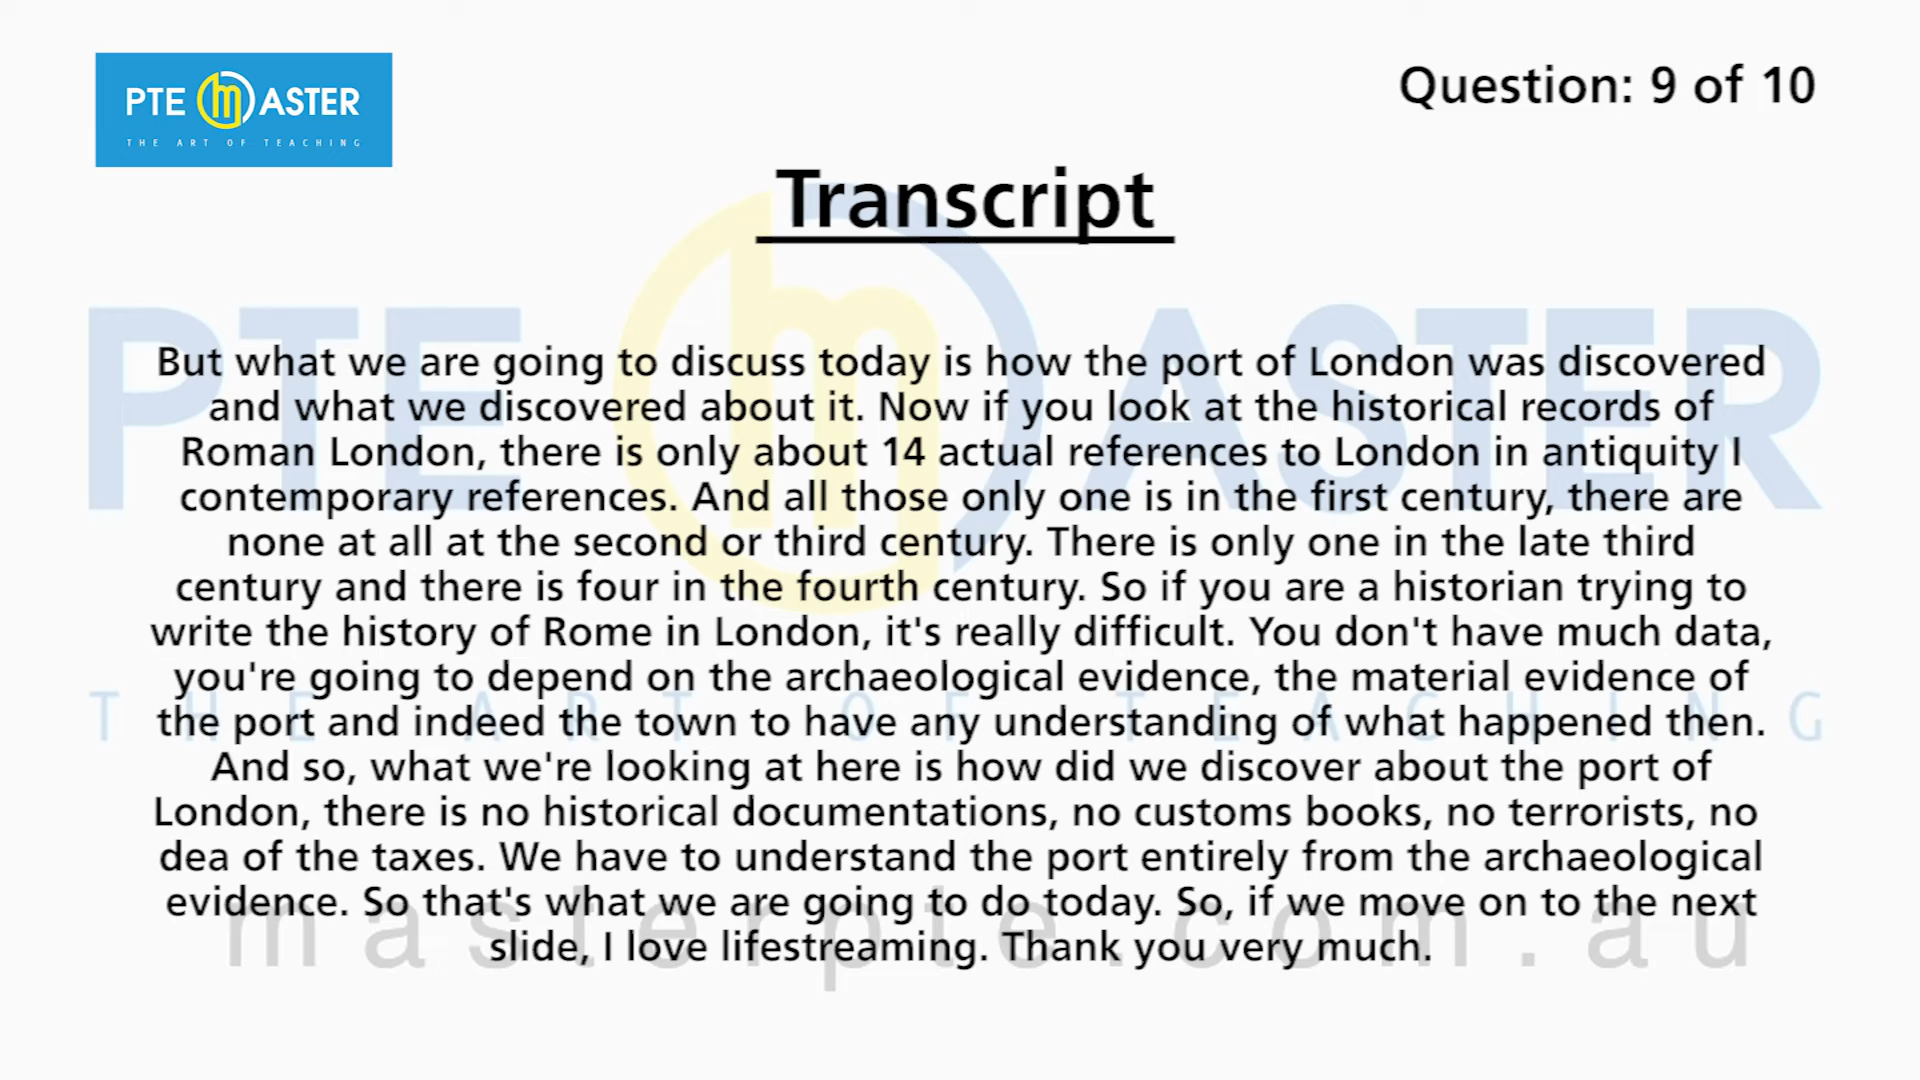 PTE MASTER
THE ART OF TEACHING
Question: 9 of 10
Transcript
PTE MASTER
THE ART OF TEACHING
masterpte.com.au
But what we are going to discuss today is how the port of London was discovered
and what we discovered about it. Now if you look at the historical records of
Roman London, there is only about 14 actual references to London in antiquity I
contemporary references. And all those only one is in the first century, there are
none at all at the second or third century. There is only one in the late third
century and there is four in the fourth century. So if you are a historian trying to
write the history of Rome in London, it's really difficult. You don't have much data,
you're going to depend on the archaeological evidence, the material evidence of
the port and indeed the town to have any understanding of what happened then.
And so, what we're looking at here is how did we discover about the port of
London, there is no historical documentations, no customs books, no terrorists, no
dea of the taxes. We have to understand the port entirely from the archaeological
evidence. So that's what we are going to do today. So, if we move on to the next
slide, I love lifestreaming. Thank you very much.